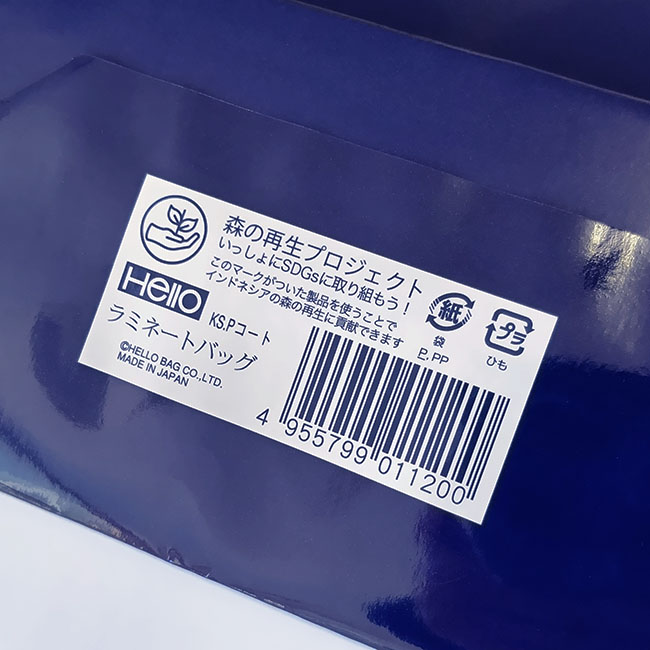 森の再生プロジェクト
いっしょにSDGsに取り組もう!
このマークがついた製品を使うことで
インドネシアの森の再生に貢献できます
Hello
KS.Pコート
ラミネートバッグ
©HELLO BAG CO.,LTD.
MADE IN JAPAN
紙
袋
P, PP
プラ
ひも
4 955799 011200